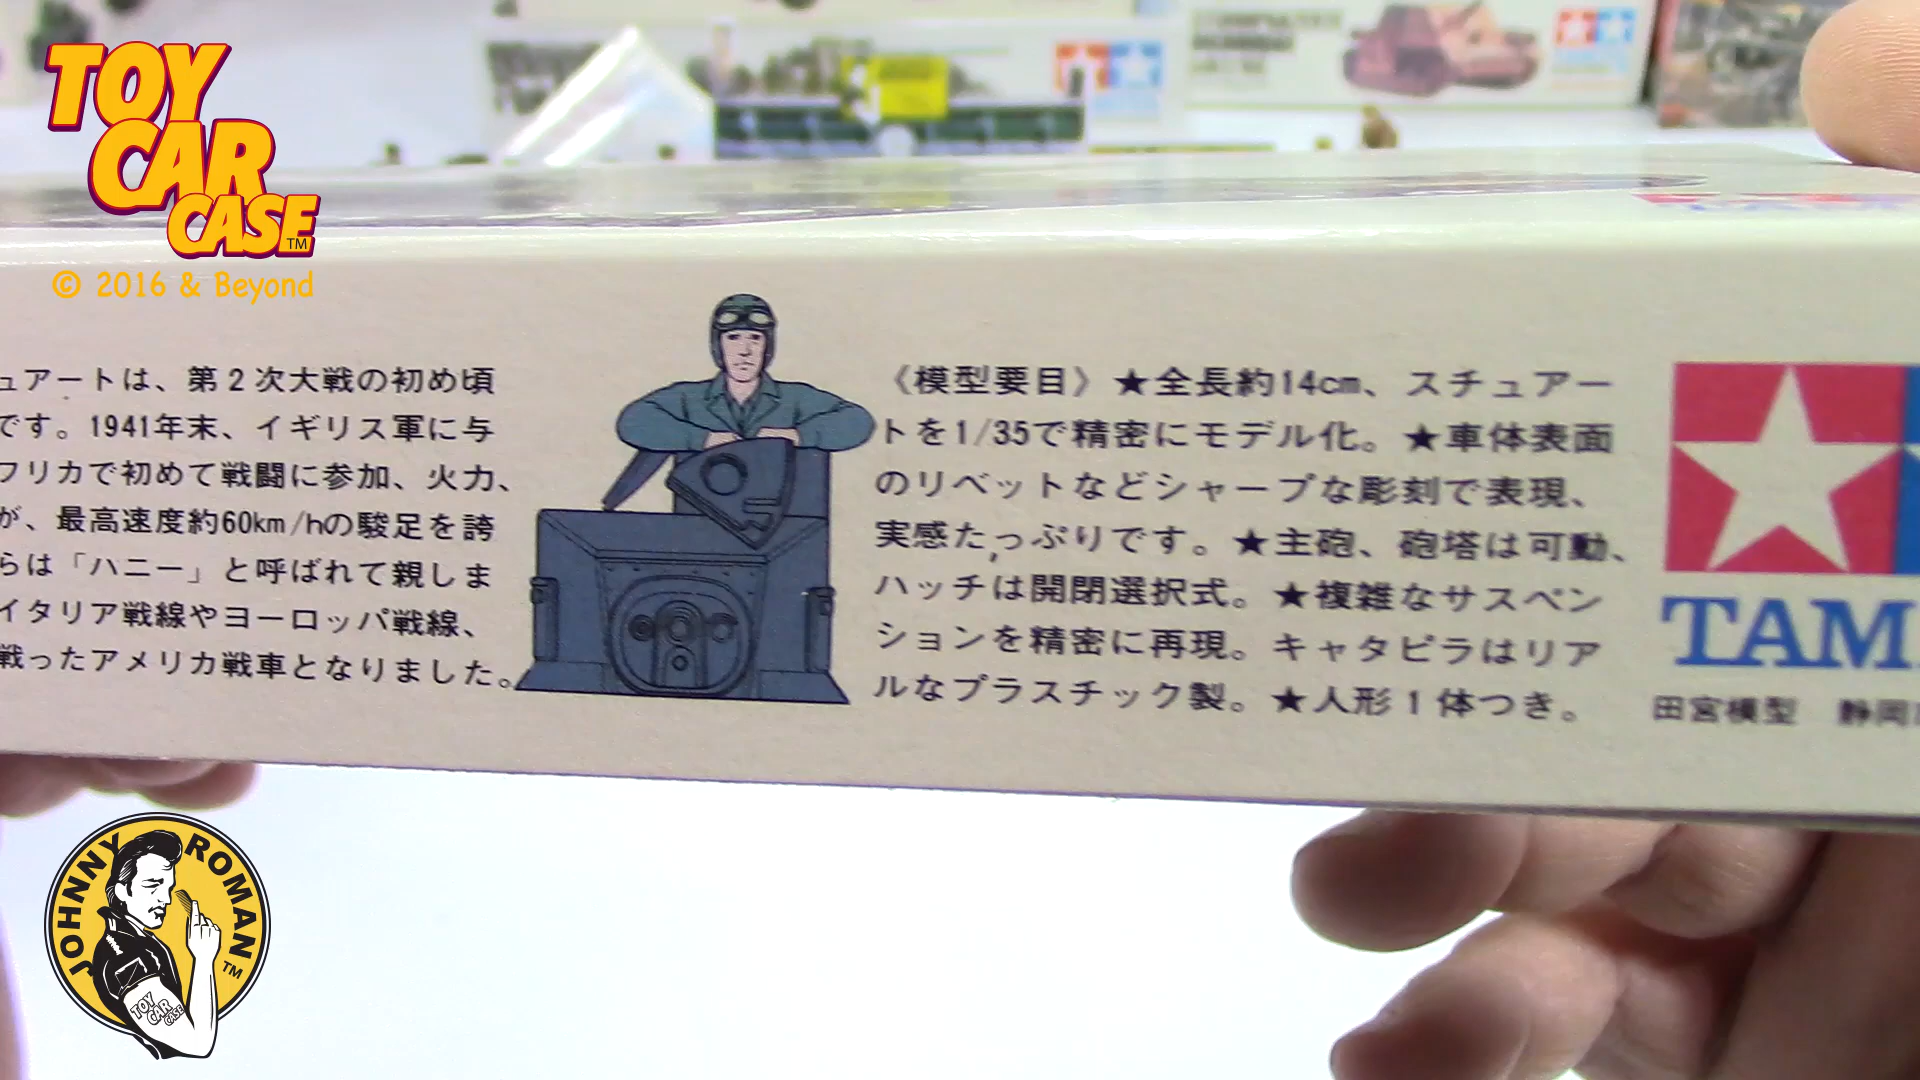 TOY
CAR
CASE
TM
© 2016 & Beyond
ュアートは、第2次大戦の初め頃
です。1941年末、イギリス軍に与
フリカで初めて戦闘に参加、火力、
が、最高速度約60km/hの駿足を誇
らは「ハニー」と呼ばれて親しま
イタリア戦線やヨーロッパ戦線、
戦ったアメリカ戦車となりました。
《模型要目》★全長約14cm、スチュアー
トを1/35で精密にモデル化。★車体表面
のリベットなどシャープな彫刻で表現、
実感たっぷりです。★主砲、砲塔は可動、
ハッチは開閉選択式。★複雑なサスペン
ションを精密に再現。キャタピラはリア
ルなプラスチック製。★人形1体つき。
TAM
田宮模型 静岡
JOHNNY ROMAN
TM
TOY
CAR
CASE